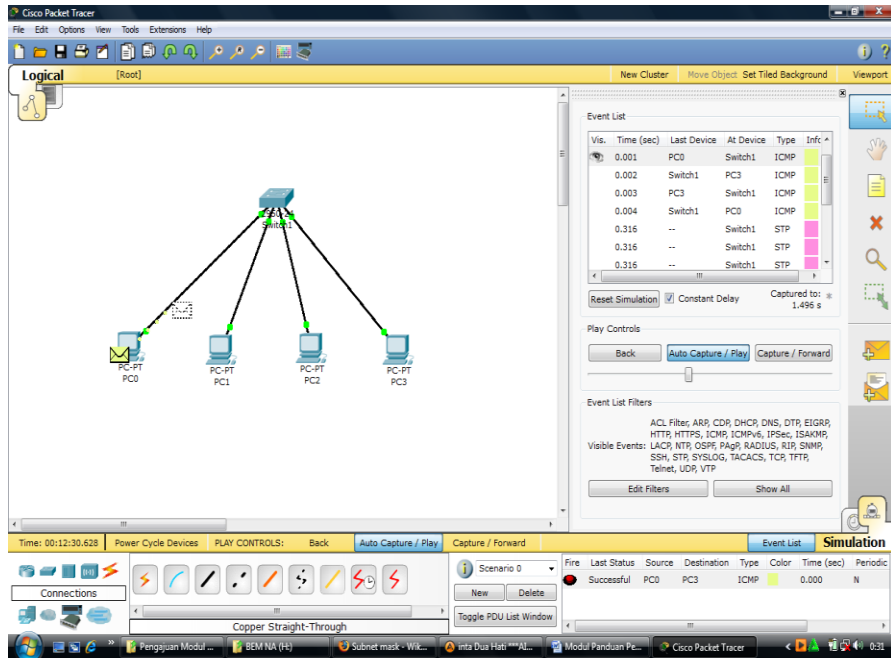 Cisco Packet Tracer
File Edit Options View Tools Extensions Help
Logical [Root] New Cluster Move Object Set Tiled Background Viewport
Event List
Vis. Time (sec) Last Device At Device Type Info
0.001 PC0 Switch1 ICMP
0.002 Switch1 PC3 ICMP
0.003 PC3 Switch1 ICMP
0.004 Switch1 PC0 ICMP
0.316 -- Switch1 STP
0.316 -- Switch1 STP
0.316 -- Switch1 STP
Reset Simulation Constant Delay Captured to: *
1.496 s
Play Controls
Back Auto Capture / Play Capture / Forward
Event List Filters
Visible Events: ACL Filter, ARP, CDP, DHCP, DNS, DTP, EIGRP,
HTTP, HTTPS, ICMP, ICMPv6, IPSec, ISAKMP,
LACP, NTP, OSPF, PAgP, RADIUS, RIP, SNMP,
SSH, STP, SYSLOG, TACACS, TCP, TFTP,
Telnet, UDP, VTP
Edit Filters Show All
2950-24
Switch1
PC-PT
PC0
PC-PT
PC1
PC-PT
PC2
PC-PT
PC3
Time: 00:12:30.628 Power Cycle Devices PLAY CONTROLS: Back Auto Capture / Play Capture / Forward Event List Simulation
Connections
Copper Straight-Through
Scenario 0
New Delete
Toggle PDU List Window
Fire Last Status Source Destination Type Color Time (sec) Periodic
Successful PC0 PC3 ICMP 0.000 N
Pengajuan Modul ... BEM NA (H:) Subnet mask - Wik... inta Dua Hati ***AL... Modul Panduan Pe... Cisco Packet Tracer 0:31